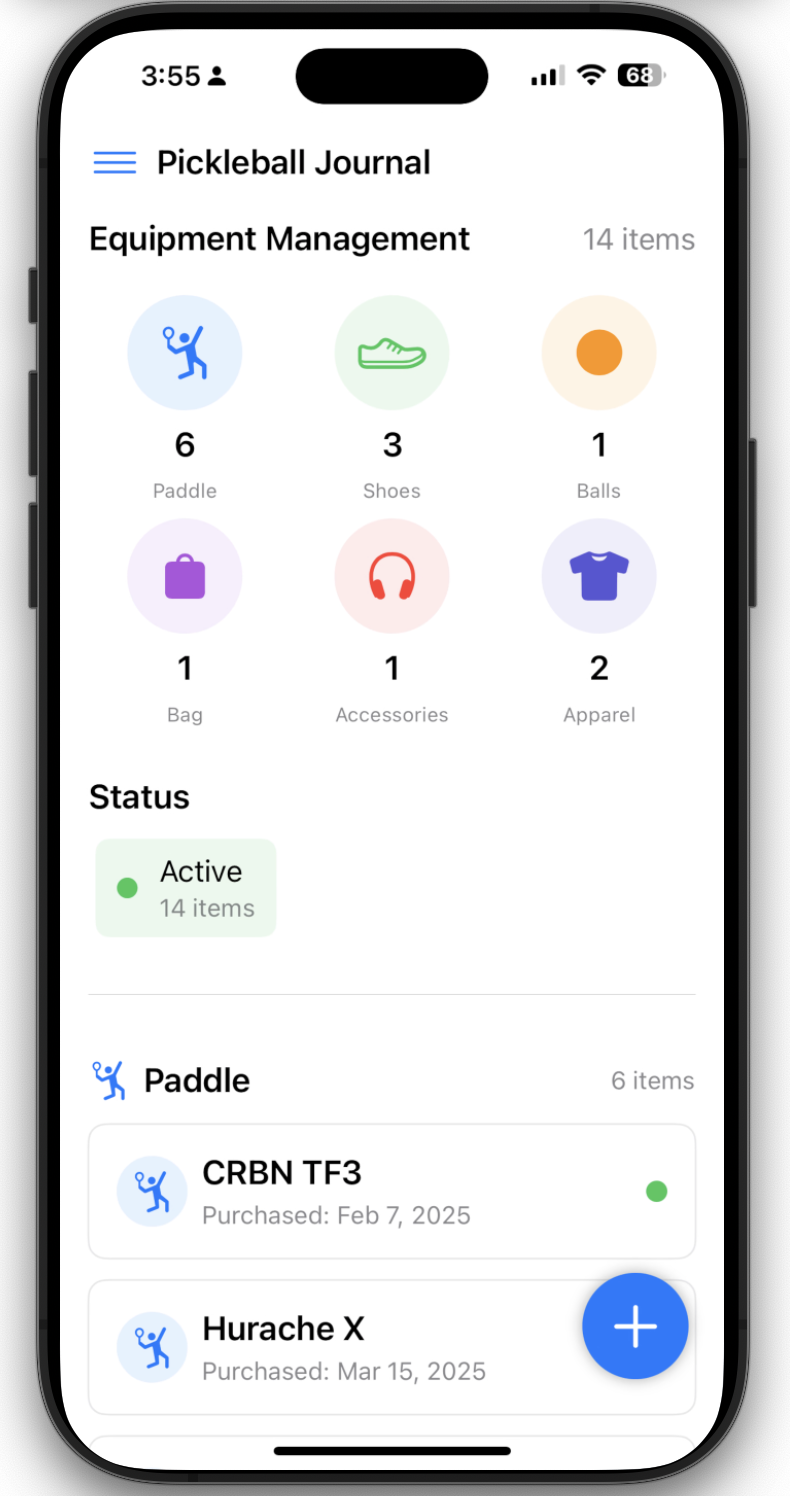 3:55
68
Pickleball Journal
Equipment Management 14 items
6 3 1
Paddle Shoes Balls
1 1 2
Bag Accessories Apparel
Status
Active
14 items
Paddle 6 items
CRBN TF3
Purchased: Feb 7, 2025
Hurache X
Purchased: Mar 15, 2025